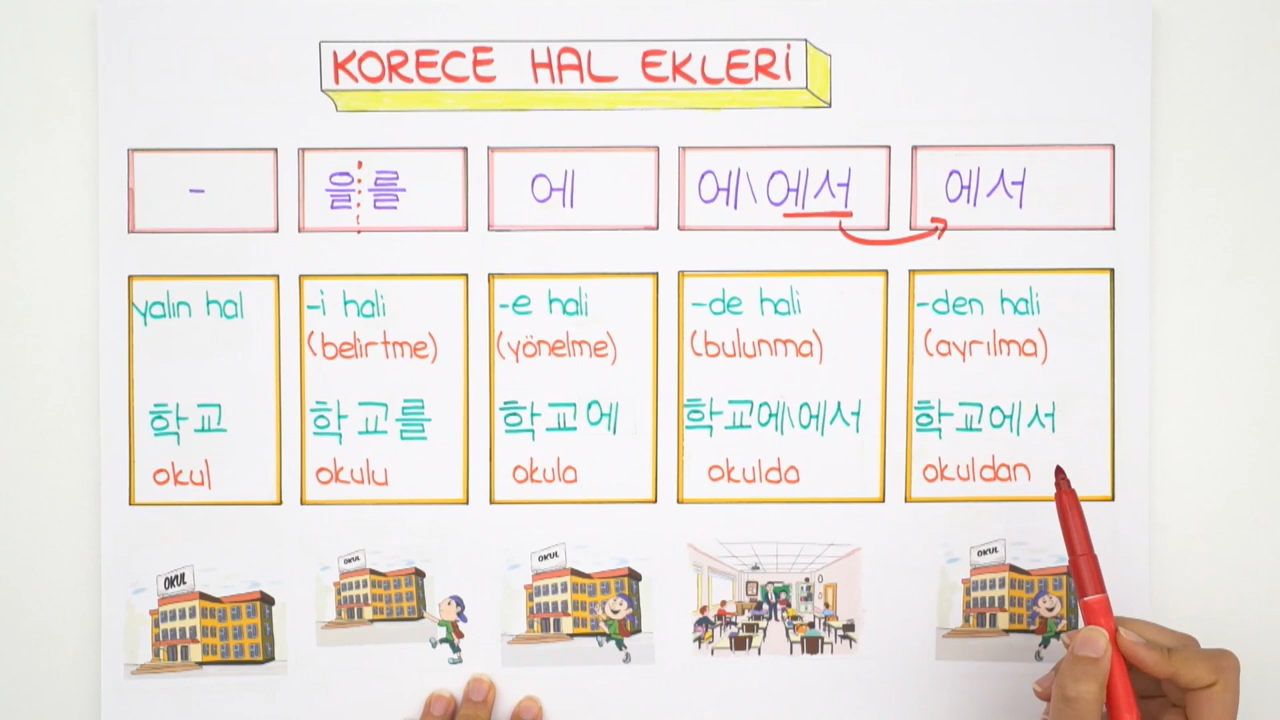 KORECE HAL EKLERİ
-
을 를
에
에\에서
에서
yalın hal
학교
okul
-i hali
(belirtme)
학교를
okulu
-e hali
(yönelme)
학교에
okula
-de hali
(bulunma)
학교에\에서
okulda
-den hali
(ayrılma)
학교에서
okuldan
OKUL
OKUL
OKUL
OKUL